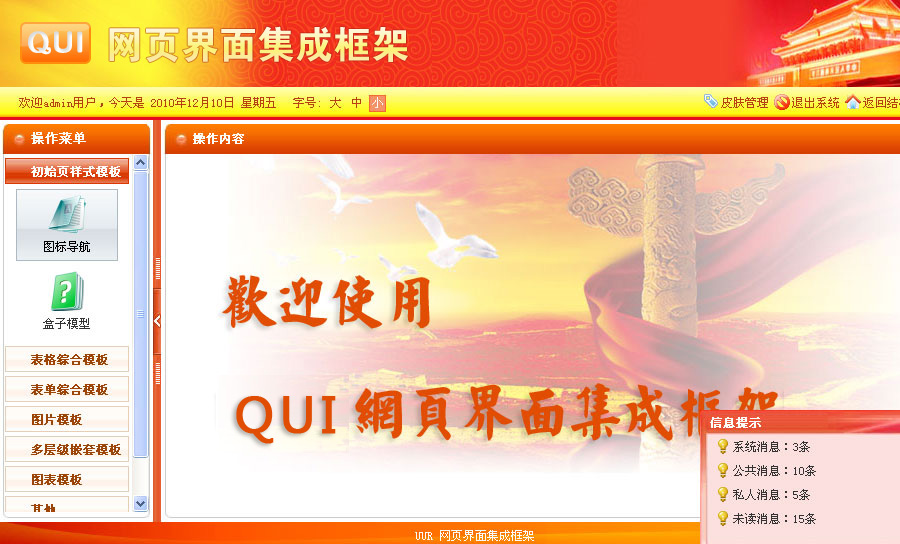 QUI 网页界面集成框架
欢迎admin用户，今天是 2010年12月10日 星期五 字号: 大 中 小
皮肤管理 退出系统 返回结
操作菜单
操作内容
初始页样式模板
图标导航
盒子模型
表格综合模板
表单综合模板
图片模板
多层级嵌套模板
图表模板
其他
歡迎使用
QUI 網頁界面集成框架
信息提示
系统消息：3条
公共消息：10条
私人消息：5条
未读消息：15条
UUR 网页界面集成框架